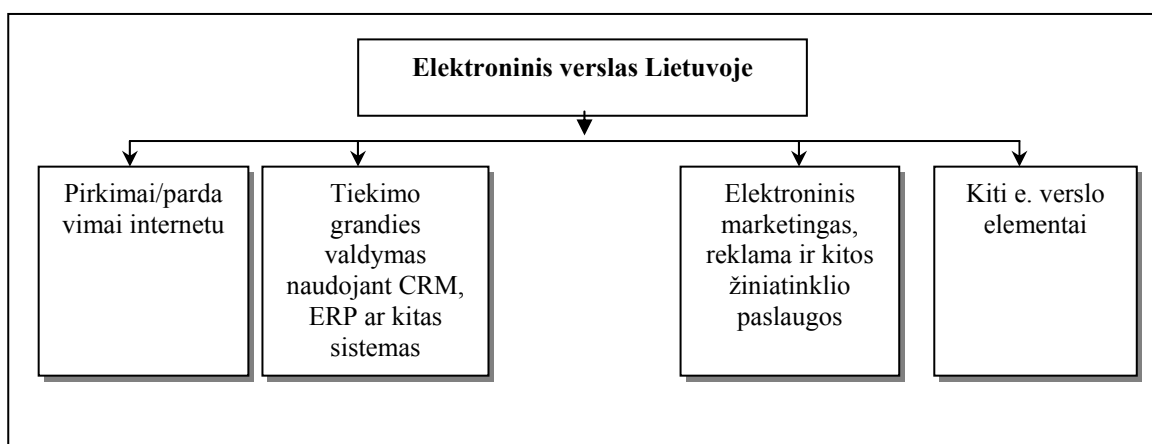 Elektroninis verslas Lietuvoje
Pirkimai/parda
vimai internetu
Tiekimo
grandies
valdymas
naudojant CRM,
ERP ar kitas
sistemas
Elektroninis
marketingas,
reklama ir kitos
žiniatinklio
paslaugos
Kiti e. verslo
elementai